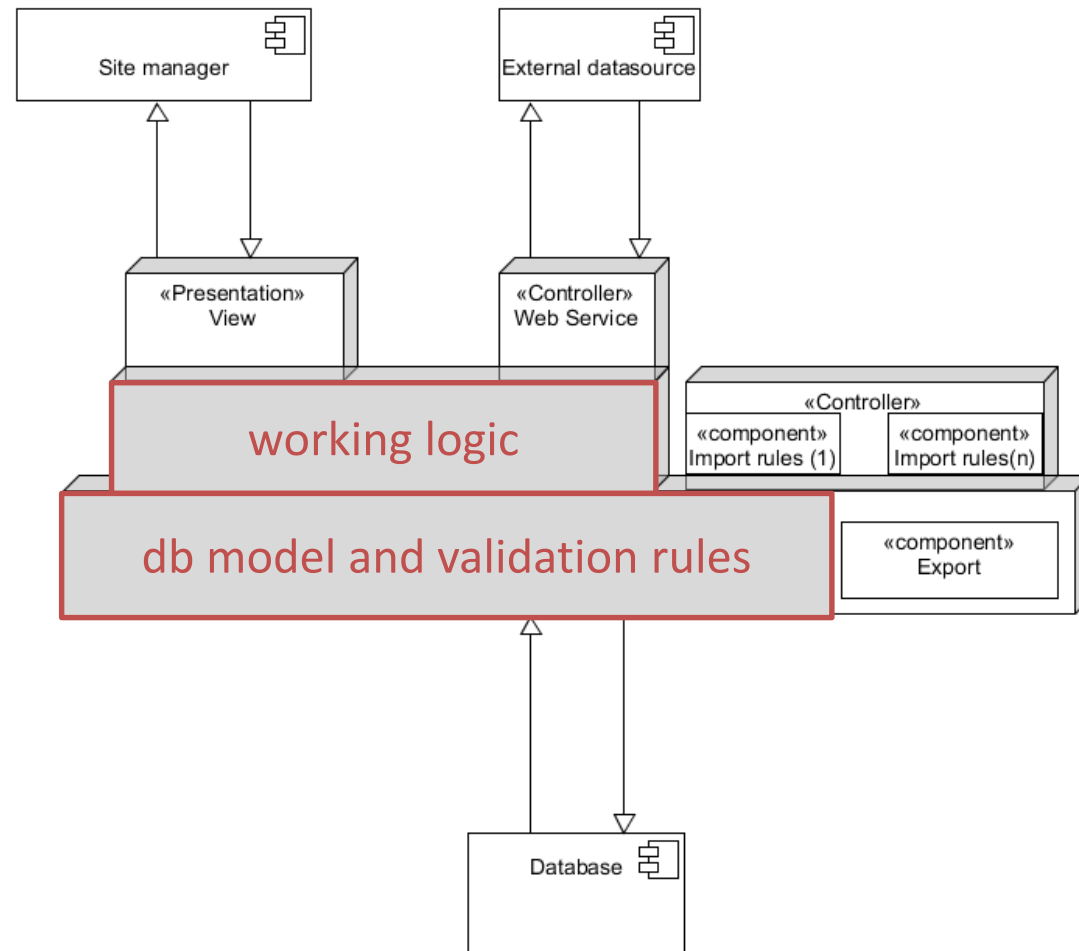 Site manager
External datasource
«Presentation»
View
«Controller»
Web Service
working logic
«Controller»
«component»
Import rules (1)
«component»
Import rules(n)
db model and validation rules
«component»
Export
Database